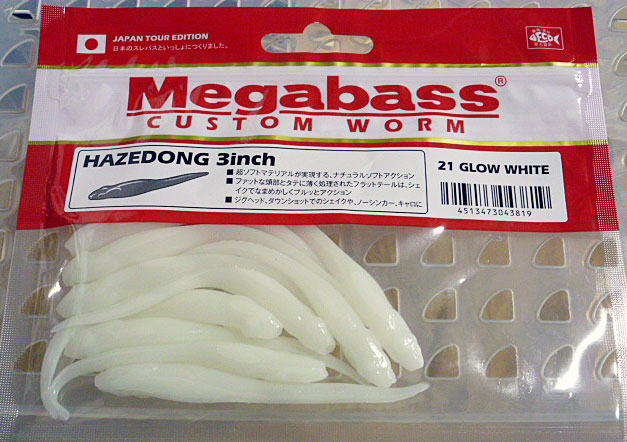 JAPAN TOUR EDITION
日本のスレバスといっしょにつくりました。
ECO
Megabass®
CUSTOM WORM
HAZEDONG 3inch
■ 超ソフトマテリアルが実現する、ナチュラルソフトアクション
■ ファットな頭部とタテに薄く処理されたフラットテールは、シェ
イクでなまめかしくプルッとアクション
■ ジグヘッド、ダウンショットでのシェイクや、ノーシンカー、キャロに
21 GLOW WHITE
4513473043819